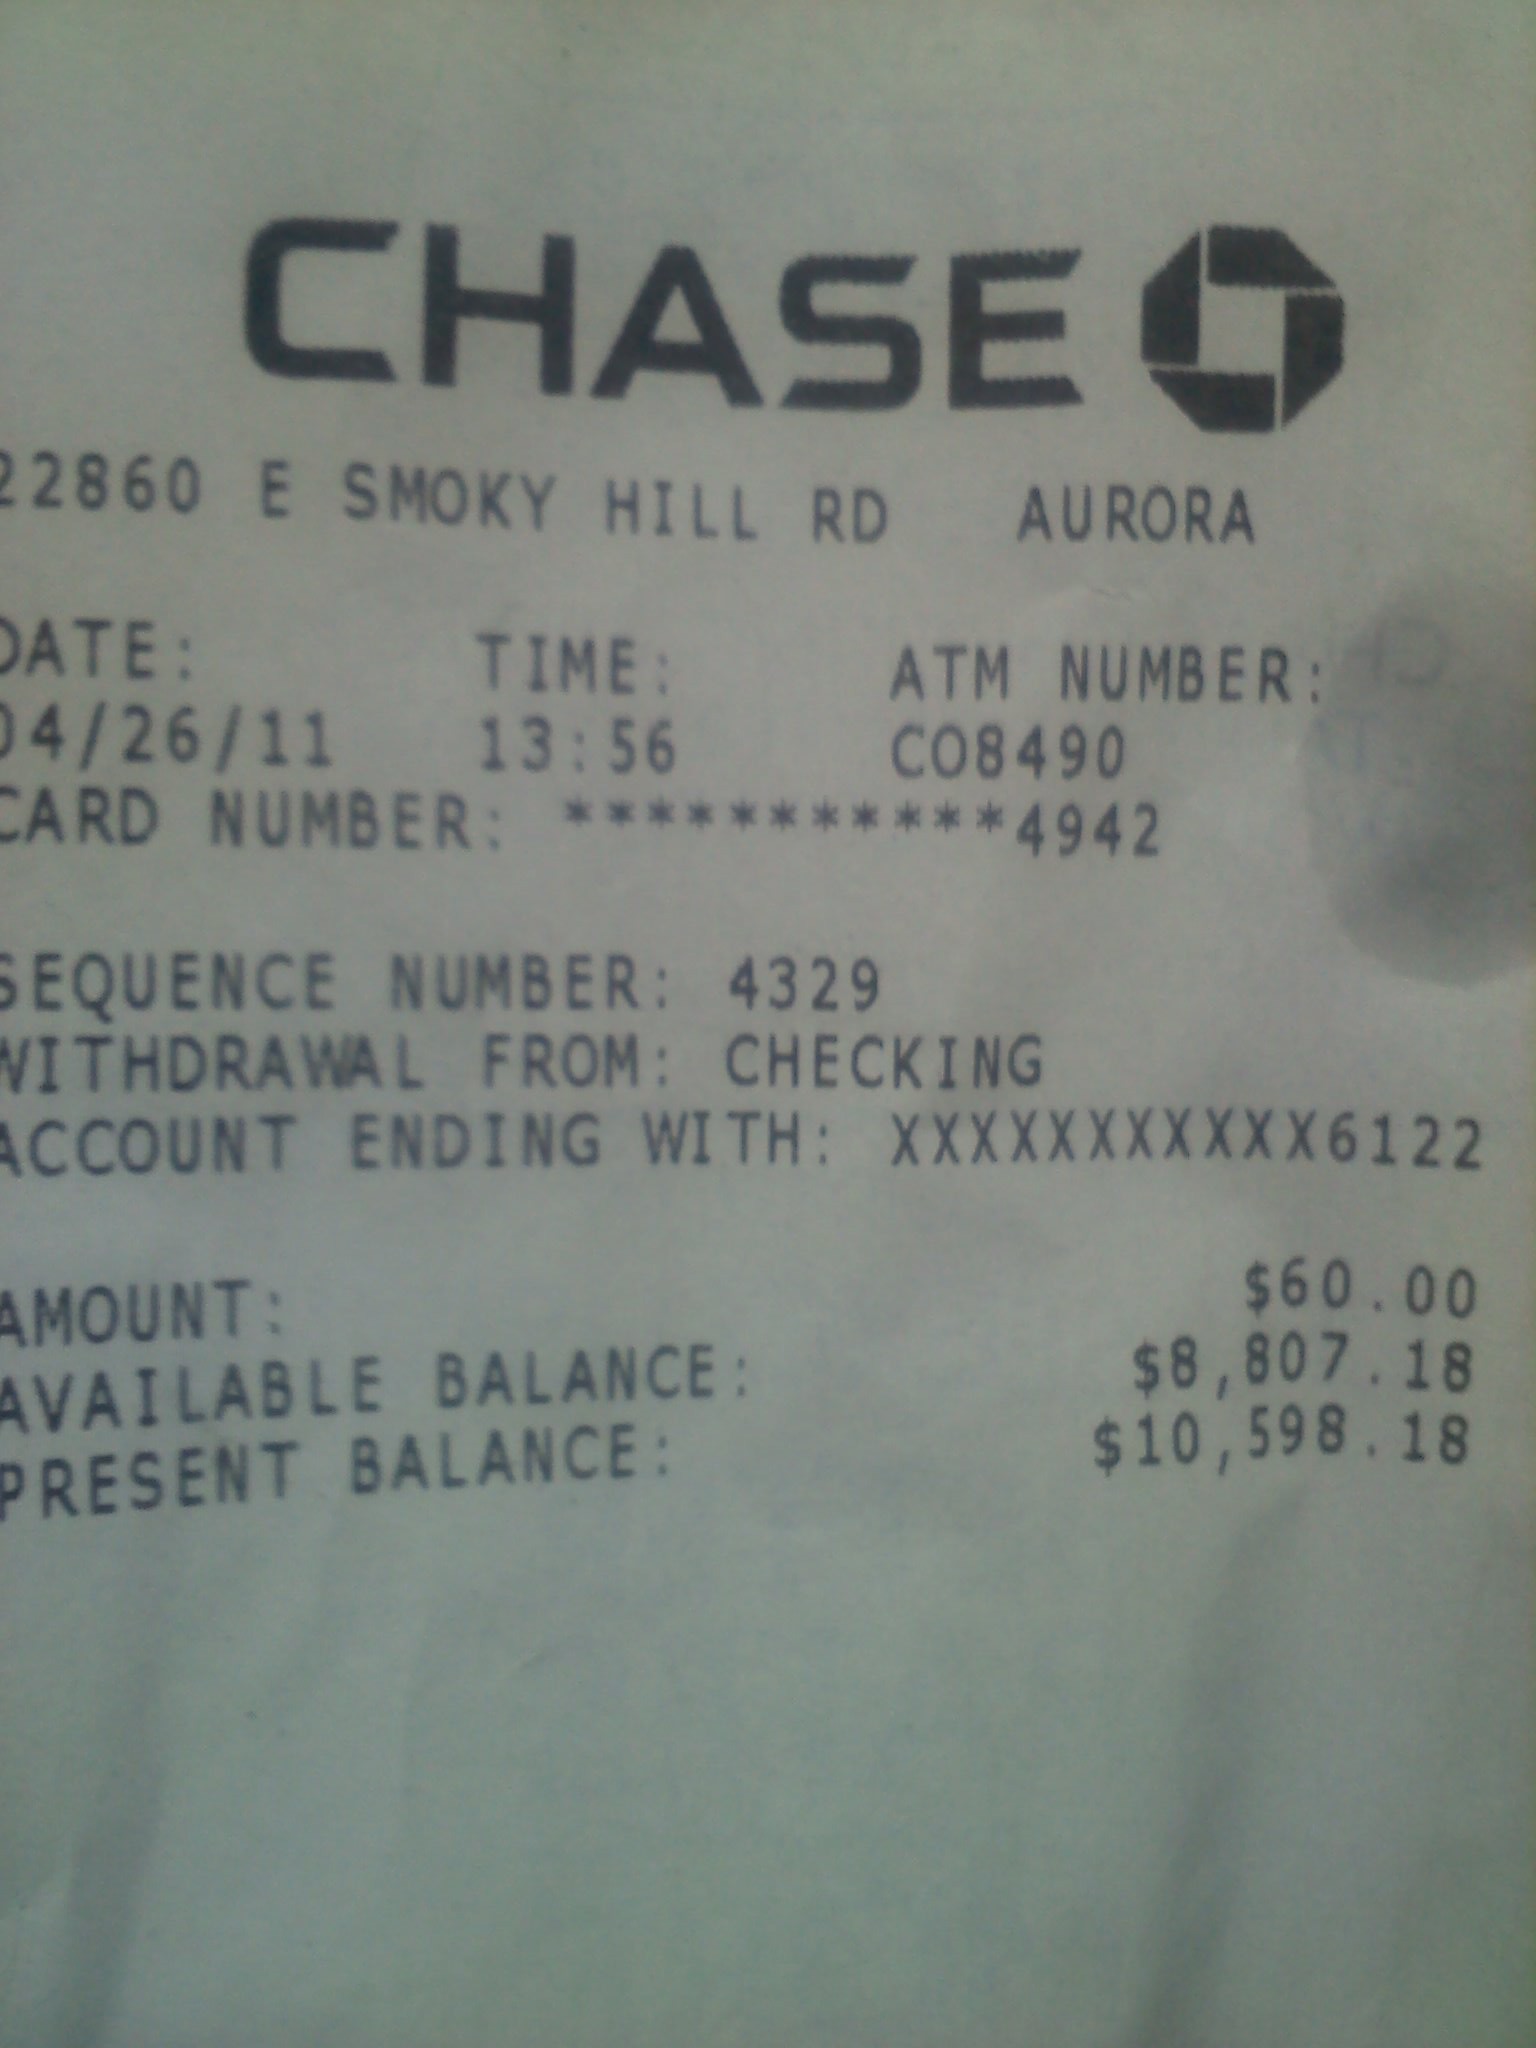 CHASE
22860 E SMOKY HILL RD AURORA
DATE: TIME: ATM NUMBER:
04/26/11 13:56 CO8490
CARD NUMBER: ***********4942
SEQUENCE NUMBER: 4329
WITHDRAWAL FROM: CHECKING
ACCOUNT ENDING WITH: XXXXXXXXXXX6122
AMOUNT: $60.00
AVAILABLE BALANCE: $8,807.18
PRESENT BALANCE: $10,598.18